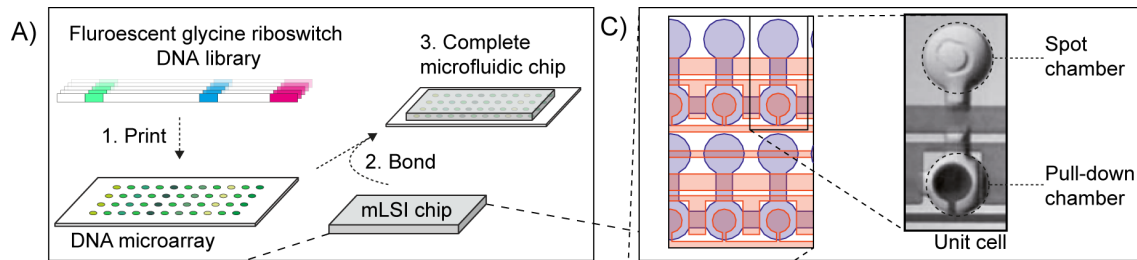 A)
Fluroescent glycine riboswitch
DNA library
1. Print
DNA microarray
2. Bond
3. Complete
microfluidic chip
mLSI chip
C)
Spot
chamber
Pull-down
chamber
Unit cell